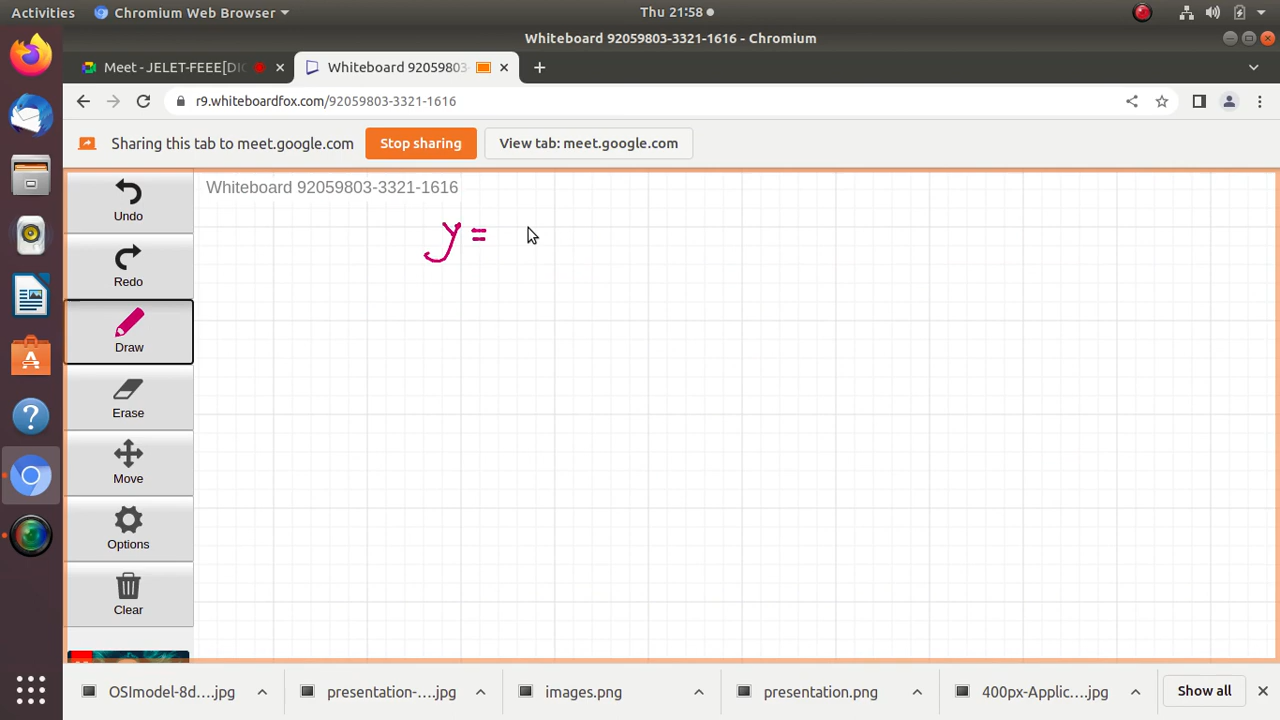 Activities Chromium Web Browser Thu 21:58
Whiteboard 92059803-3321-1616 - Chromium
Meet - JELET-FEEE[DIC Whiteboard 92059803-
r9.whiteboardfox.com/92059803-3321-1616
Sharing this tab to meet.google.com Stop sharing View tab: meet.google.com
Whiteboard 92059803-3321-1616
y =
Undo
Redo
Draw
Erase
Move
Options
Clear
OSImodel-8d....jpg presentation-....jpg images.png presentation.png 400px-Applic....jpg Show all